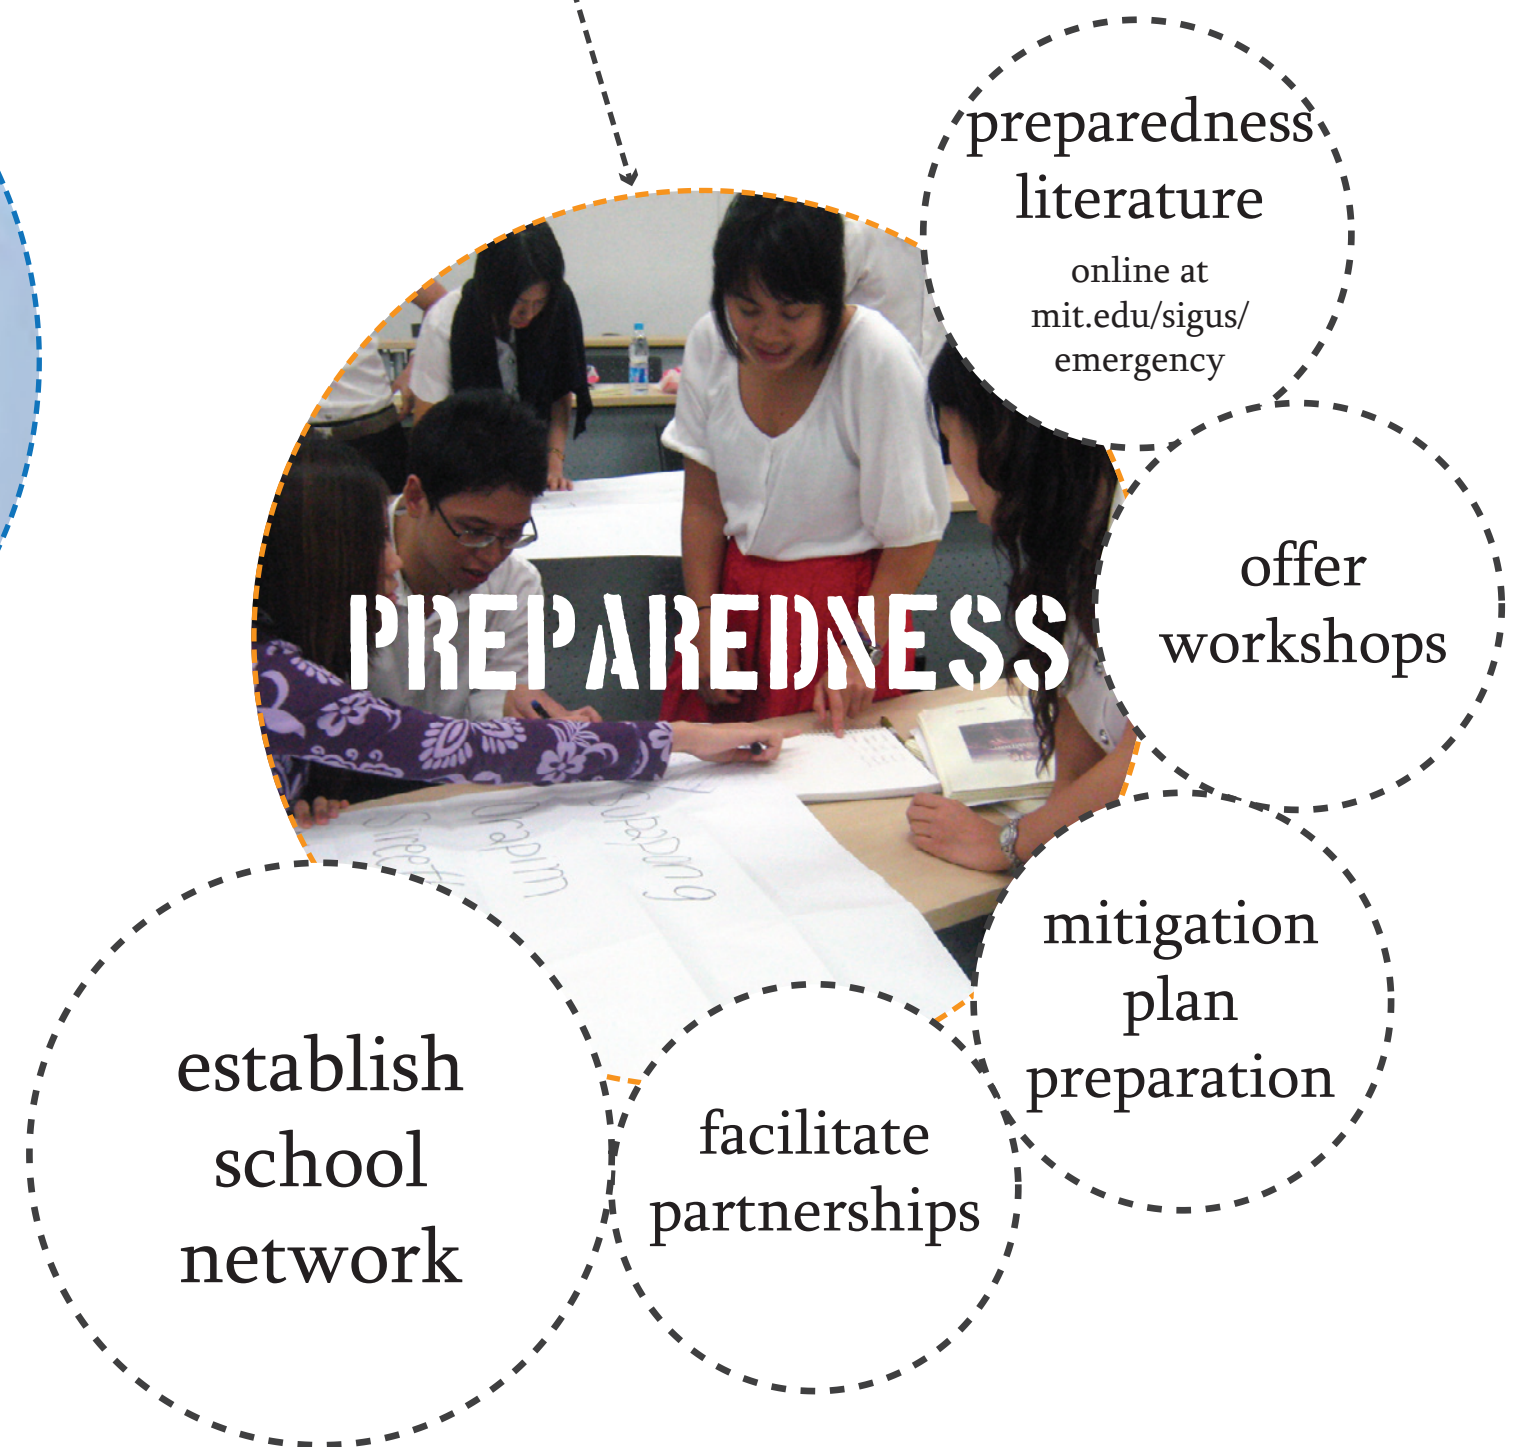 preparedness
literature
online at
mit.edu/sigus/
emergency
offer
workshops
PREPAREDNESS
mitigation
plan
preparation
facilitate
partnerships
establish
school
network